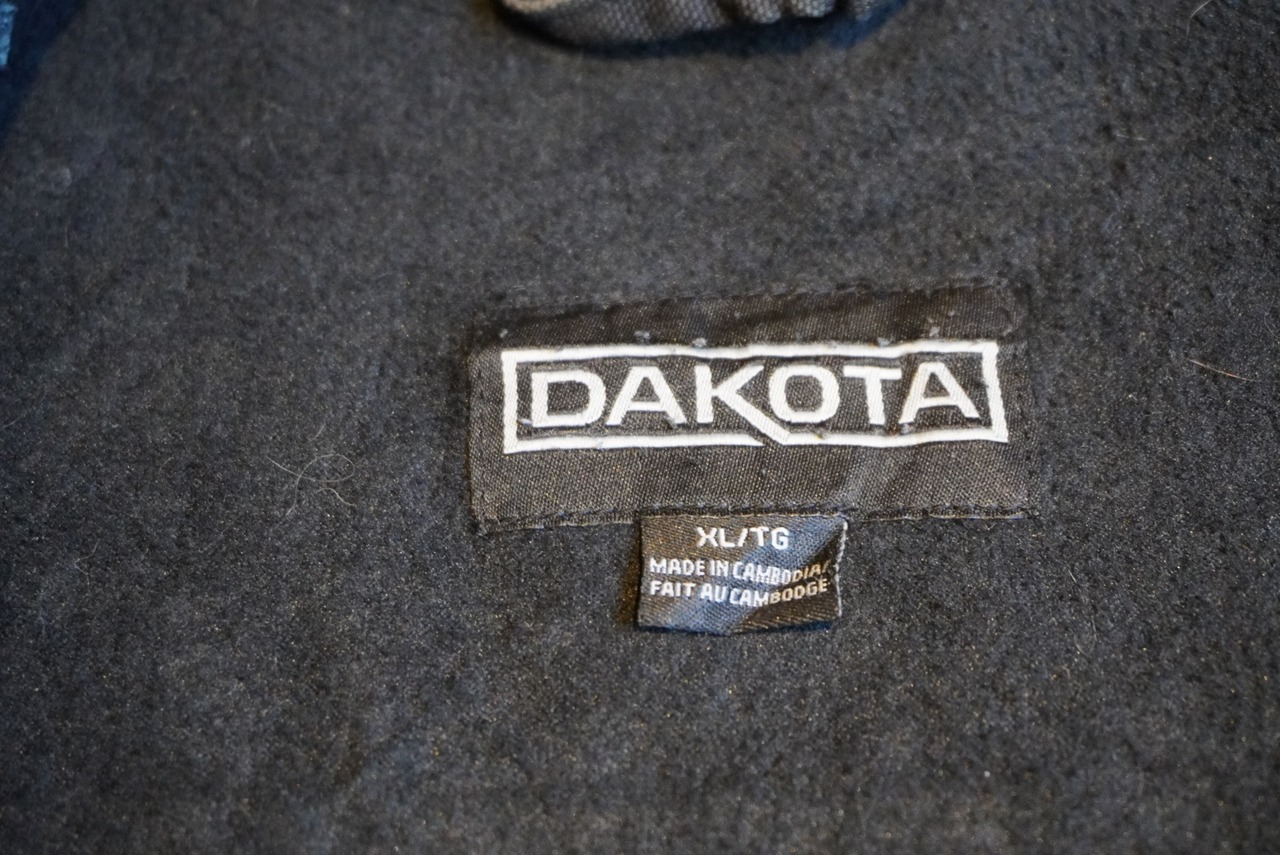 DAKOTA
XL/TG
MADE IN CAMBODIA/
FAIT AU CAMBODGE